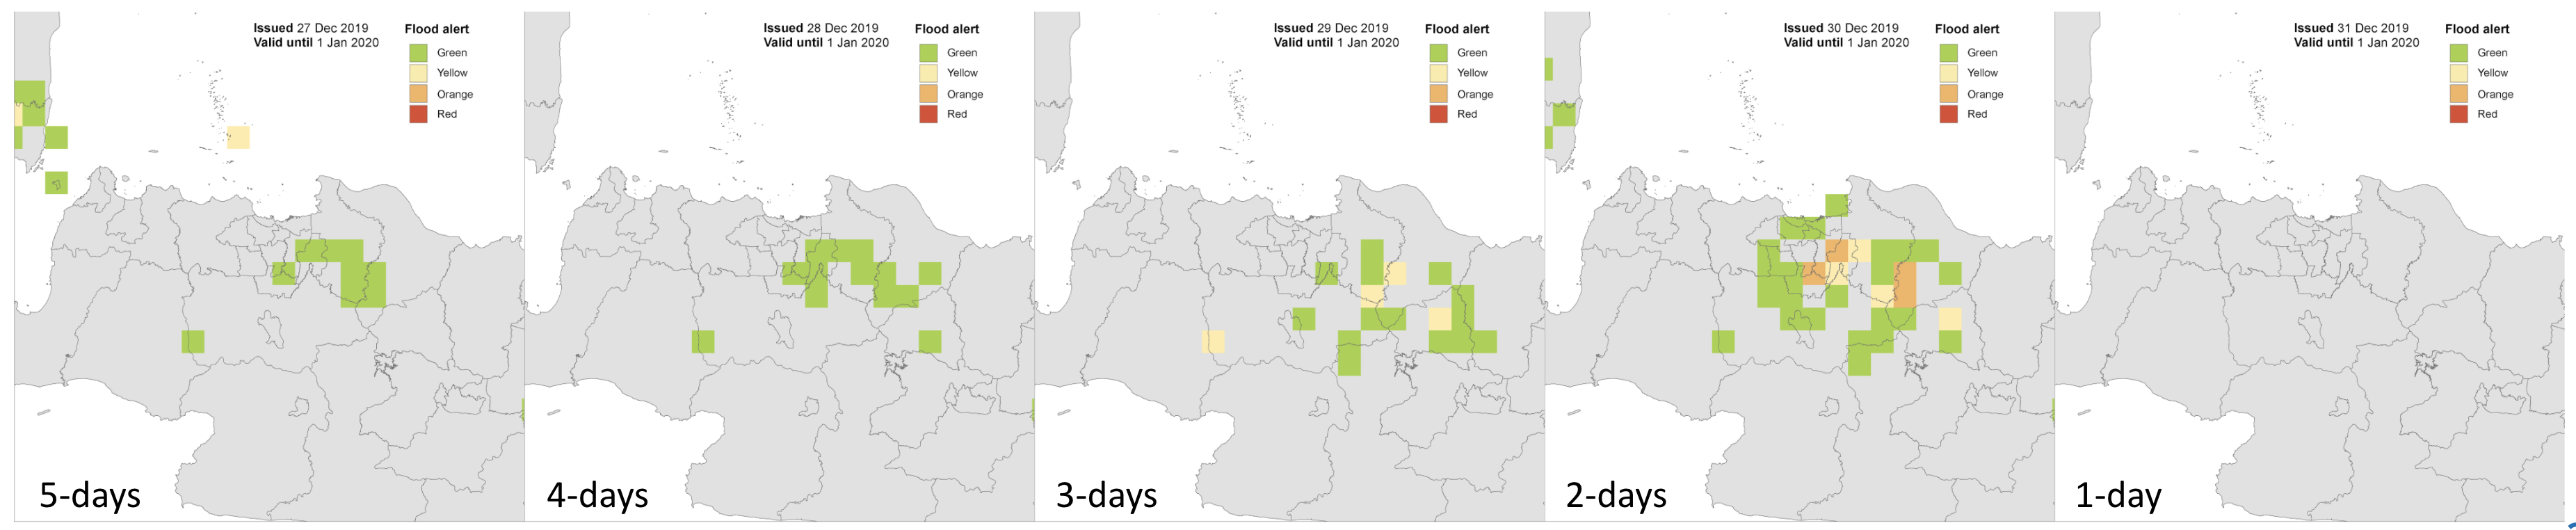 Issued 27 Dec 2019
Valid until 1 Jan 2020
Flood alert
Green
Yellow
Orange
Red
5-days
Issued 28 Dec 2019
Valid until 1 Jan 2020
Flood alert
Green
Yellow
Orange
Red
4-days
Issued 29 Dec 2019
Valid until 1 Jan 2020
Flood alert
Green
Yellow
Orange
Red
3-days
Issued 30 Dec 2019
Valid until 1 Jan 2020
Flood alert
Green
Yellow
Orange
Red
2-days
Issued 31 Dec 2019
Valid until 1 Jan 2020
Flood alert
Green
Yellow
Orange
Red
1-day